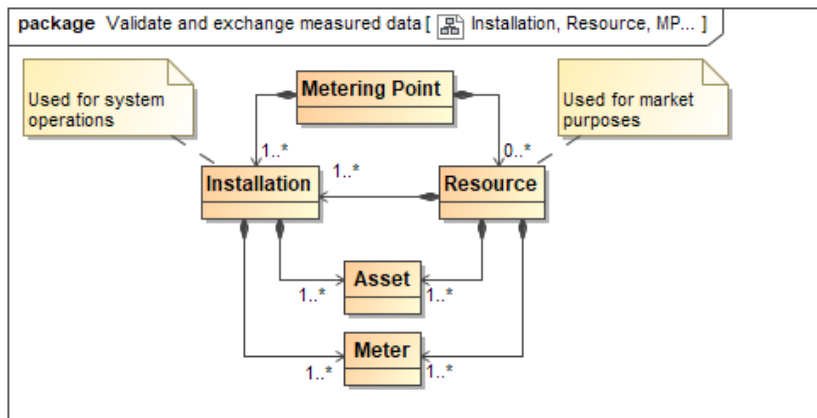 package Validate and exchange measured data [ Installation, Resource, MP... ]
Used for system
operations
Metering Point
Used for market
purposes
1..*
0..*
Installation
1..*
Resource
Asset
1..*
1..*
Meter
1..*
1..*